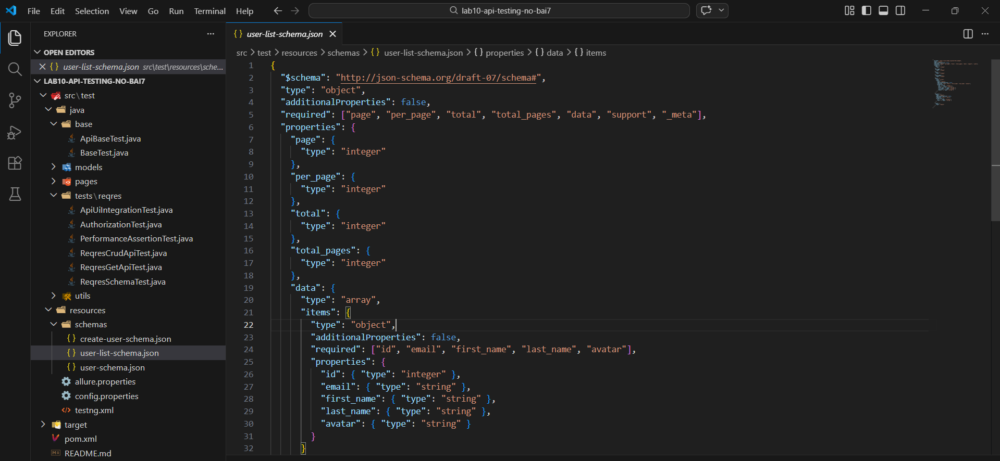 File Edit Selection View Go Run Terminal Help
lab10-api-testing-no-bai7
EXPLORER
OPEN EDITORS
user-list-schema.json src\test\resources\sche...
LAB10-API-TESTING-NO-BAI7
src\test
java
base
ApiBaseTest.java
BaseTest.java
models
pages
tests\reqres
ApiUiIntegrationTest.java
AuthorizationTest.java
PerformanceAssertionTest.java
ReqresCrudApiTest.java
ReqresGetApiTest.java
ReqresSchemaTest.java
utils
resources
schemas
create-user-schema.json
user-list-schema.json
user-schema.json
allure.properties
config.properties
testng.xml
target
pom.xml
README.md
{} user-list-schema.json
src > test > resources > schemas > {} user-list-schema.json > {} properties > {} data > {} items
1 {
2 "$schema": "http://json-schema.org/draft-07/schema#",
3 "type": "object",
4 "additionalProperties": false,
5 "required": ["page", "per_page", "total", "total_pages", "data", "support", "_meta"],
6 "properties": {
7 "page": {
8 "type": "integer"
9 },
10 "per_page": {
11 "type": "integer"
12 },
13 "total": {
14 "type": "integer"
15 },
16 "total_pages": {
17 "type": "integer"
18 },
19 "data": {
20 "type": "array",
21 "items": {
22 "type": "object",
23 "additionalProperties": false,
24 "required": ["id", "email", "first_name", "last_name", "avatar"],
25 "properties": {
26 "id": { "type": "integer" },
27 "email": { "type": "string" },
28 "first_name": { "type": "string" },
29 "last_name": { "type": "string" },
30 "avatar": { "type": "string" }
31 }
32 }